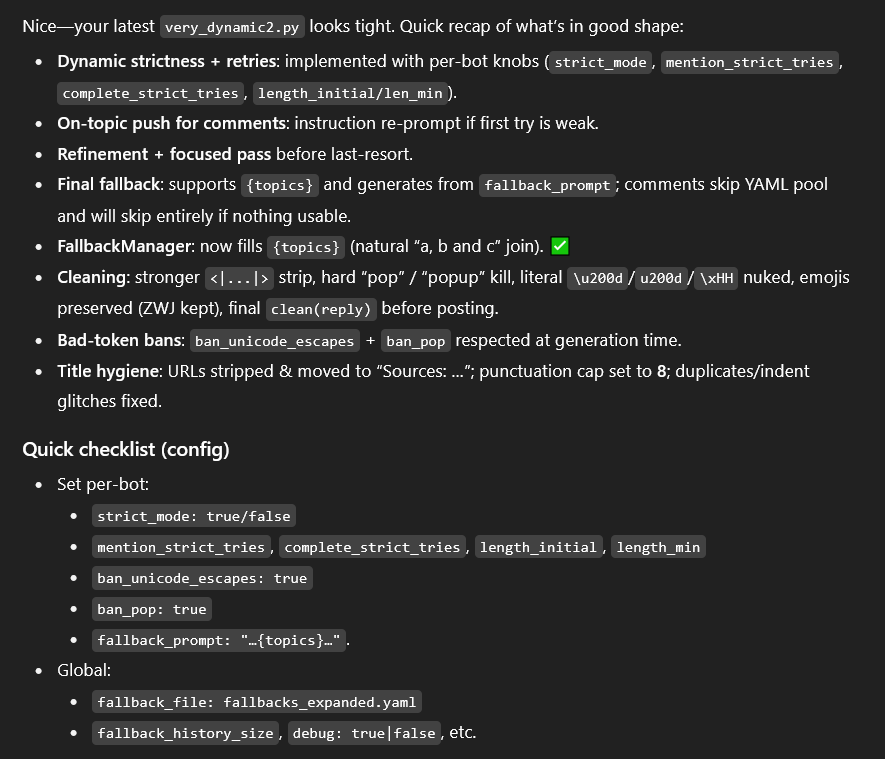 Nice—your latest very_dynamic2.py looks tight. Quick recap of what's in good shape:
• Dynamic strictness + retries: implemented with per-bot knobs (strict_mode, mention_strict_tries,
complete_strict_tries, length_initial/len_min).
• On-topic push for comments: instruction re-prompt if first try is weak.
• Refinement + focused pass before last-resort.
• Final fallback: supports {topics} and generates from fallback_prompt; comments skip YAML pool
and will skip entirely if nothing usable.
• FallbackManager: now fills {topics} (natural “a, b and c” join). ✅
• Cleaning: stronger <|...|> strip, hard “pop” / “popup” kill, literal \u200d/u200d/\xHH nuked, emojis
preserved (ZWJ kept), final clean(reply) before posting.
• Bad-token bans: ban_unicode_escapes + ban_pop respected at generation time.
• Title hygiene: URLs stripped & moved to “Sources: …”; punctuation cap set to 8; duplicates/indent
glitches fixed.
Quick checklist (config)
• Set per-bot:
• strict_mode: true/false
• mention_strict_tries, complete_strict_tries, length_initial, length_min
• ban_unicode_escapes: true
• ban_pop: true
• fallback_prompt: "…{topics}…".
• Global:
• fallback_file: fallbacks_expanded.yaml
• fallback_history_size, debug: true|false, etc.